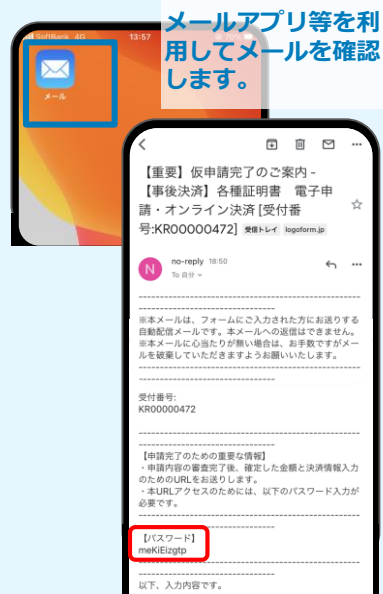 メールアプリ等を利
用してメールを確認
します。
SoftBank 4G
13:57
メール
【重要】仮申請完了のご案内 -
【事後決済】各種証明書　電子申
請・オンライン決済 [受付番
号:KR00000472] 受信トレイ logoform.jp
N
no-reply 18:50
To 自分
※本メールは、フォームにご入力された方にお送りする
自動配信メールです。本メールへの返信はできません。
※本メールに心当たりが無い場合は、お手数ですがメー
ルを破棄していただきますようお願いいたします。
受付番号:
KR00000472
【申請完了のための重要な情報】
・申請内容の審査完了後、確定した金額と決済情報入力
のためのURLをお送りします。
・本URLアクセスのためには、以下のパスワード入力が
必要です。
【パスワード】
meKiEizgtp
以下、入力内容です。